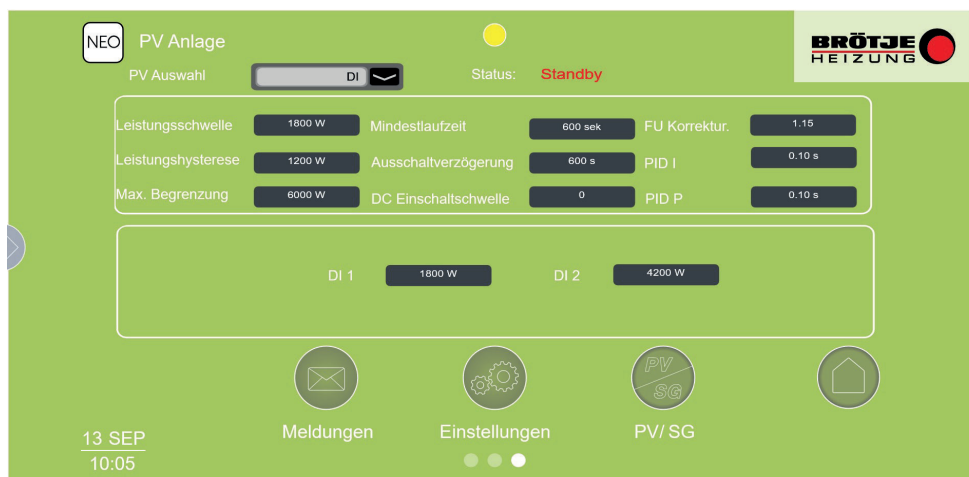 NEO PV Anlage
BRÖTJE
HEIZUNG
PV Auswahl DI Status: Standby
Leistungsschwelle 1800 W Mindestlaufzeit 600 sek FU Korrektur. 1.15
Leistungshysterese 1200 W Ausschaltverzögerung 600 s PID I 0.10 s
Max. Begrenzung 6000 W DC Einschaltschwelle 0 PID P 0.10 s
DI 1 1800 W DI 2 4200 W
PV
SG
Meldungen Einstellungen PV/ SG
13 SEP
10:05